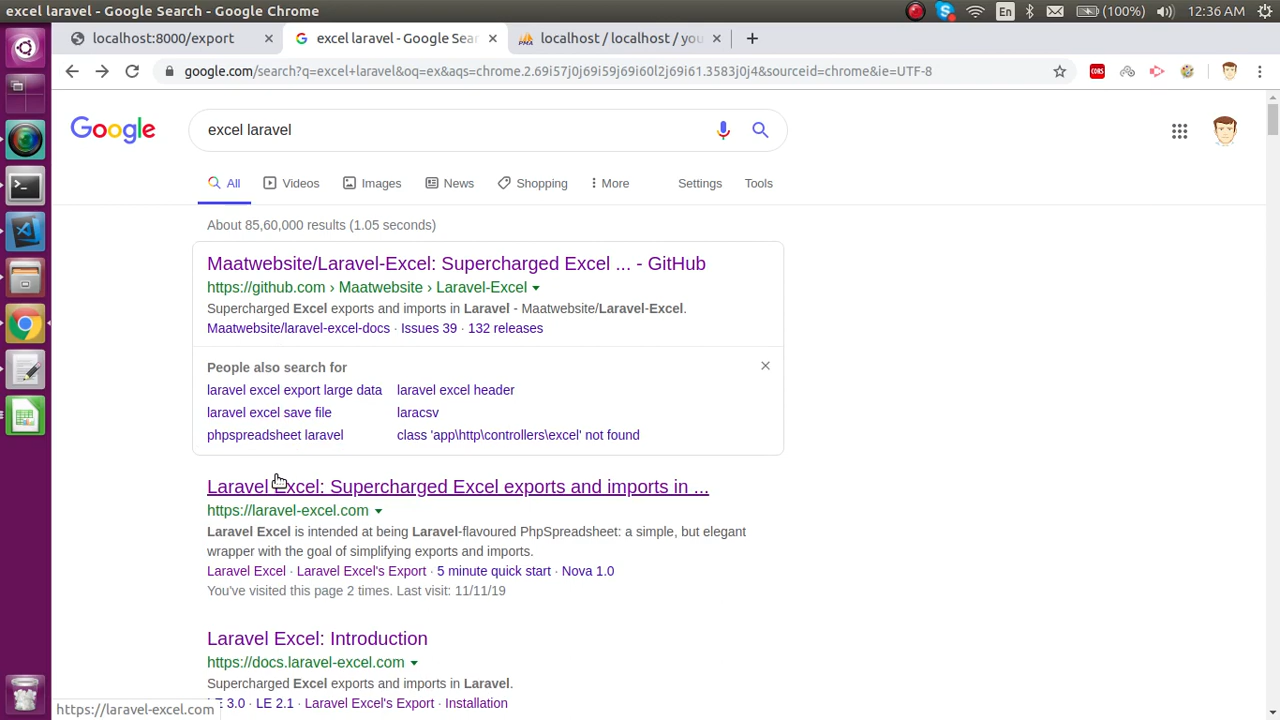 excel laravel - Google Search - Google Chrome
En
(100%)
12:36 AM
localhost:8000/export
excel laravel - Google Sear
localhost / localhost / you
google.com/search?q=excel+laravel&oq=ex&aqs=chrome.2.69i57j0j69i59j69i60l2j69i61.3583j0j4&sourceid=chrome&ie=UTF-8
CORS
Google
excel laravel
All
Videos
Images
News
Shopping
More
Settings
Tools
About 85,60,000 results (1.05 seconds)
Maatwebsite/Laravel-Excel: Supercharged Excel ... - GitHub
https://github.com › Maatwebsite › Laravel-Excel
Supercharged Excel exports and imports in Laravel - Maatwebsite/Laravel-Excel.
Maatwebsite/laravel-excel-docs · Issues 39 · 132 releases
People also search for
laravel excel export large data
laravel excel header
laravel excel save file
laracsv
phpspreadsheet laravel
class 'app\http\controllers\excel' not found
Laravel Excel: Supercharged Excel exports and imports in ...
https://laravel-excel.com
Laravel Excel is intended at being Laravel-flavoured PhpSpreadsheet: a simple, but elegant
wrapper with the goal of simplifying exports and imports.
Laravel Excel · Laravel Excel's Export · 5 minute quick start · Nova 1.0
You've visited this page 2 times. Last visit: 11/11/19
Laravel Excel: Introduction
https://docs.laravel-excel.com
Supercharged Excel exports and imports in Laravel.
LE 3.0 · LE 2.1 · Laravel Excel's Export · Installation
https://laravel-excel.com